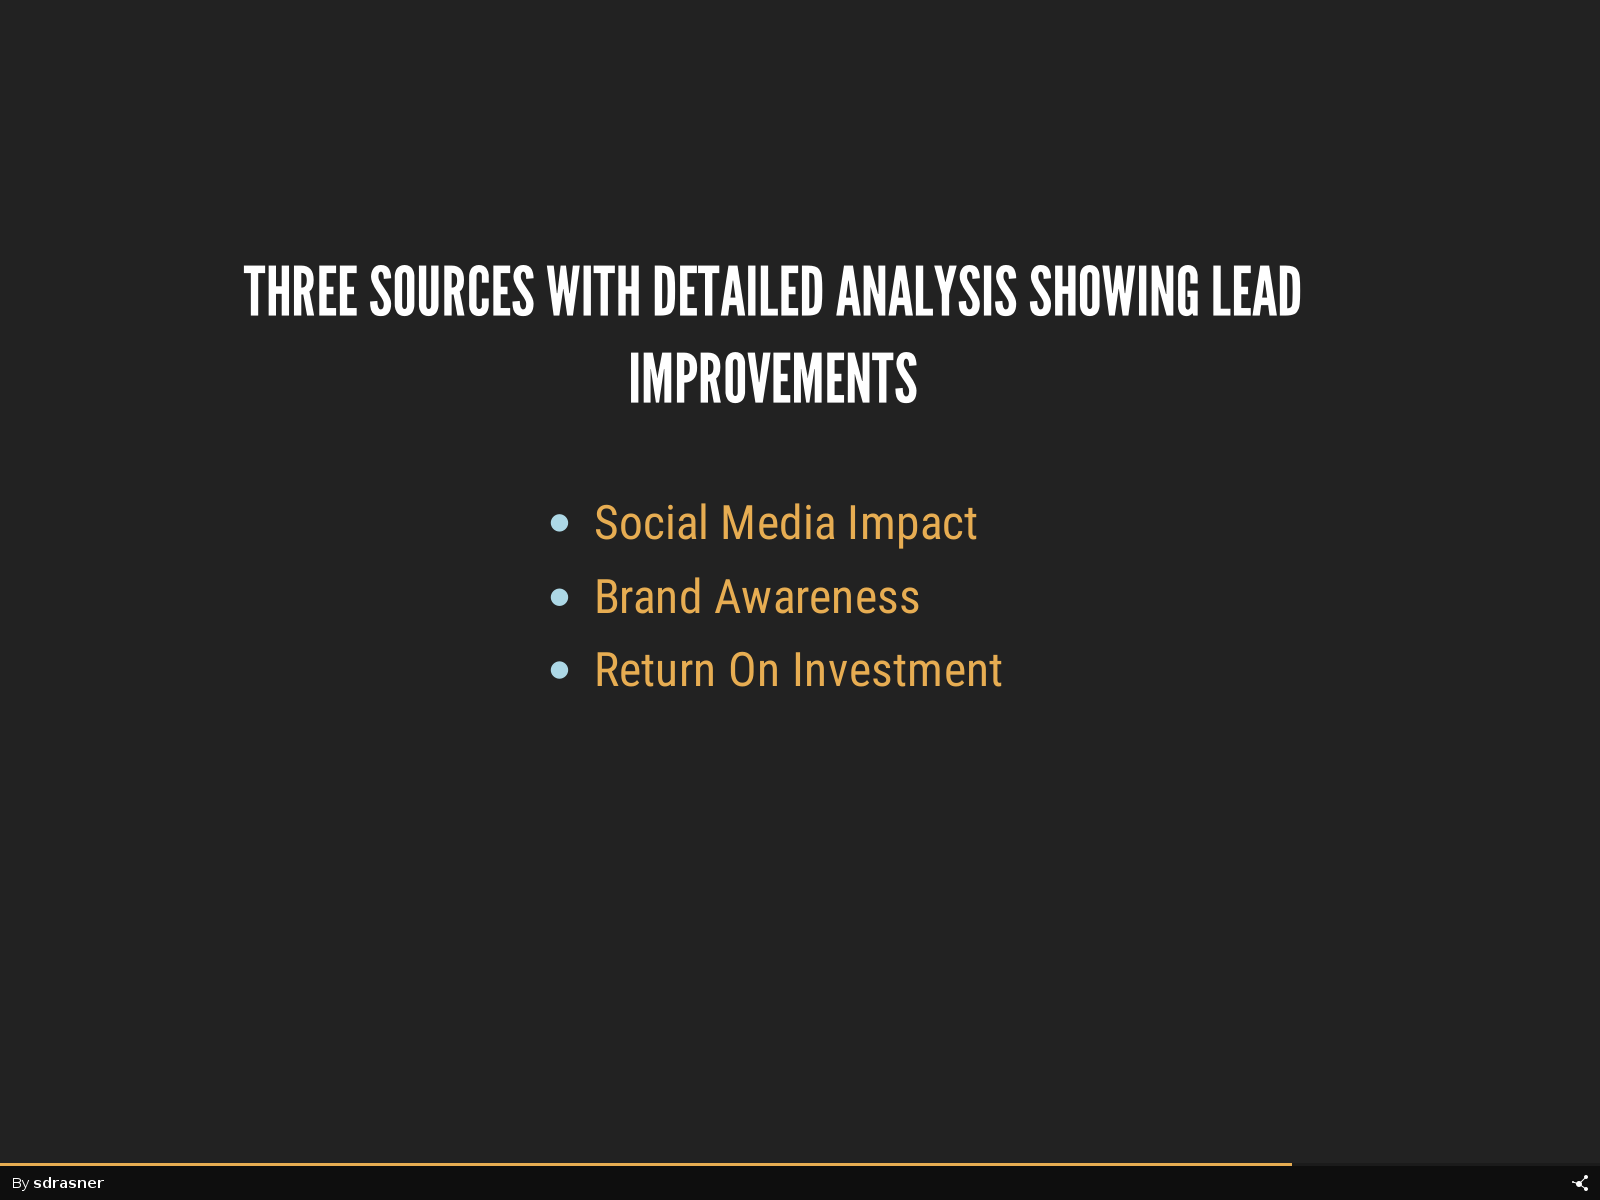 THREE SOURCES WITH DETAILED ANALYSIS SHOWING LEAD
IMPROVEMENTS
• Social Media Impact
• Brand Awareness
• Return On Investment
By sdrasner